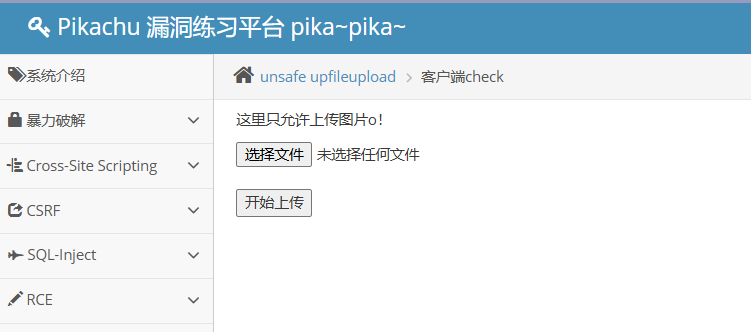 Pikachu 漏洞练习平台 pika~pika~
系统介绍
暴力破解
Cross-Site Scripting
CSRF
SQL-Inject
RCE
unsafe upfileupload > 客户端check
这里只允许上传图片o！
选择文件 未选择任何文件
开始上传